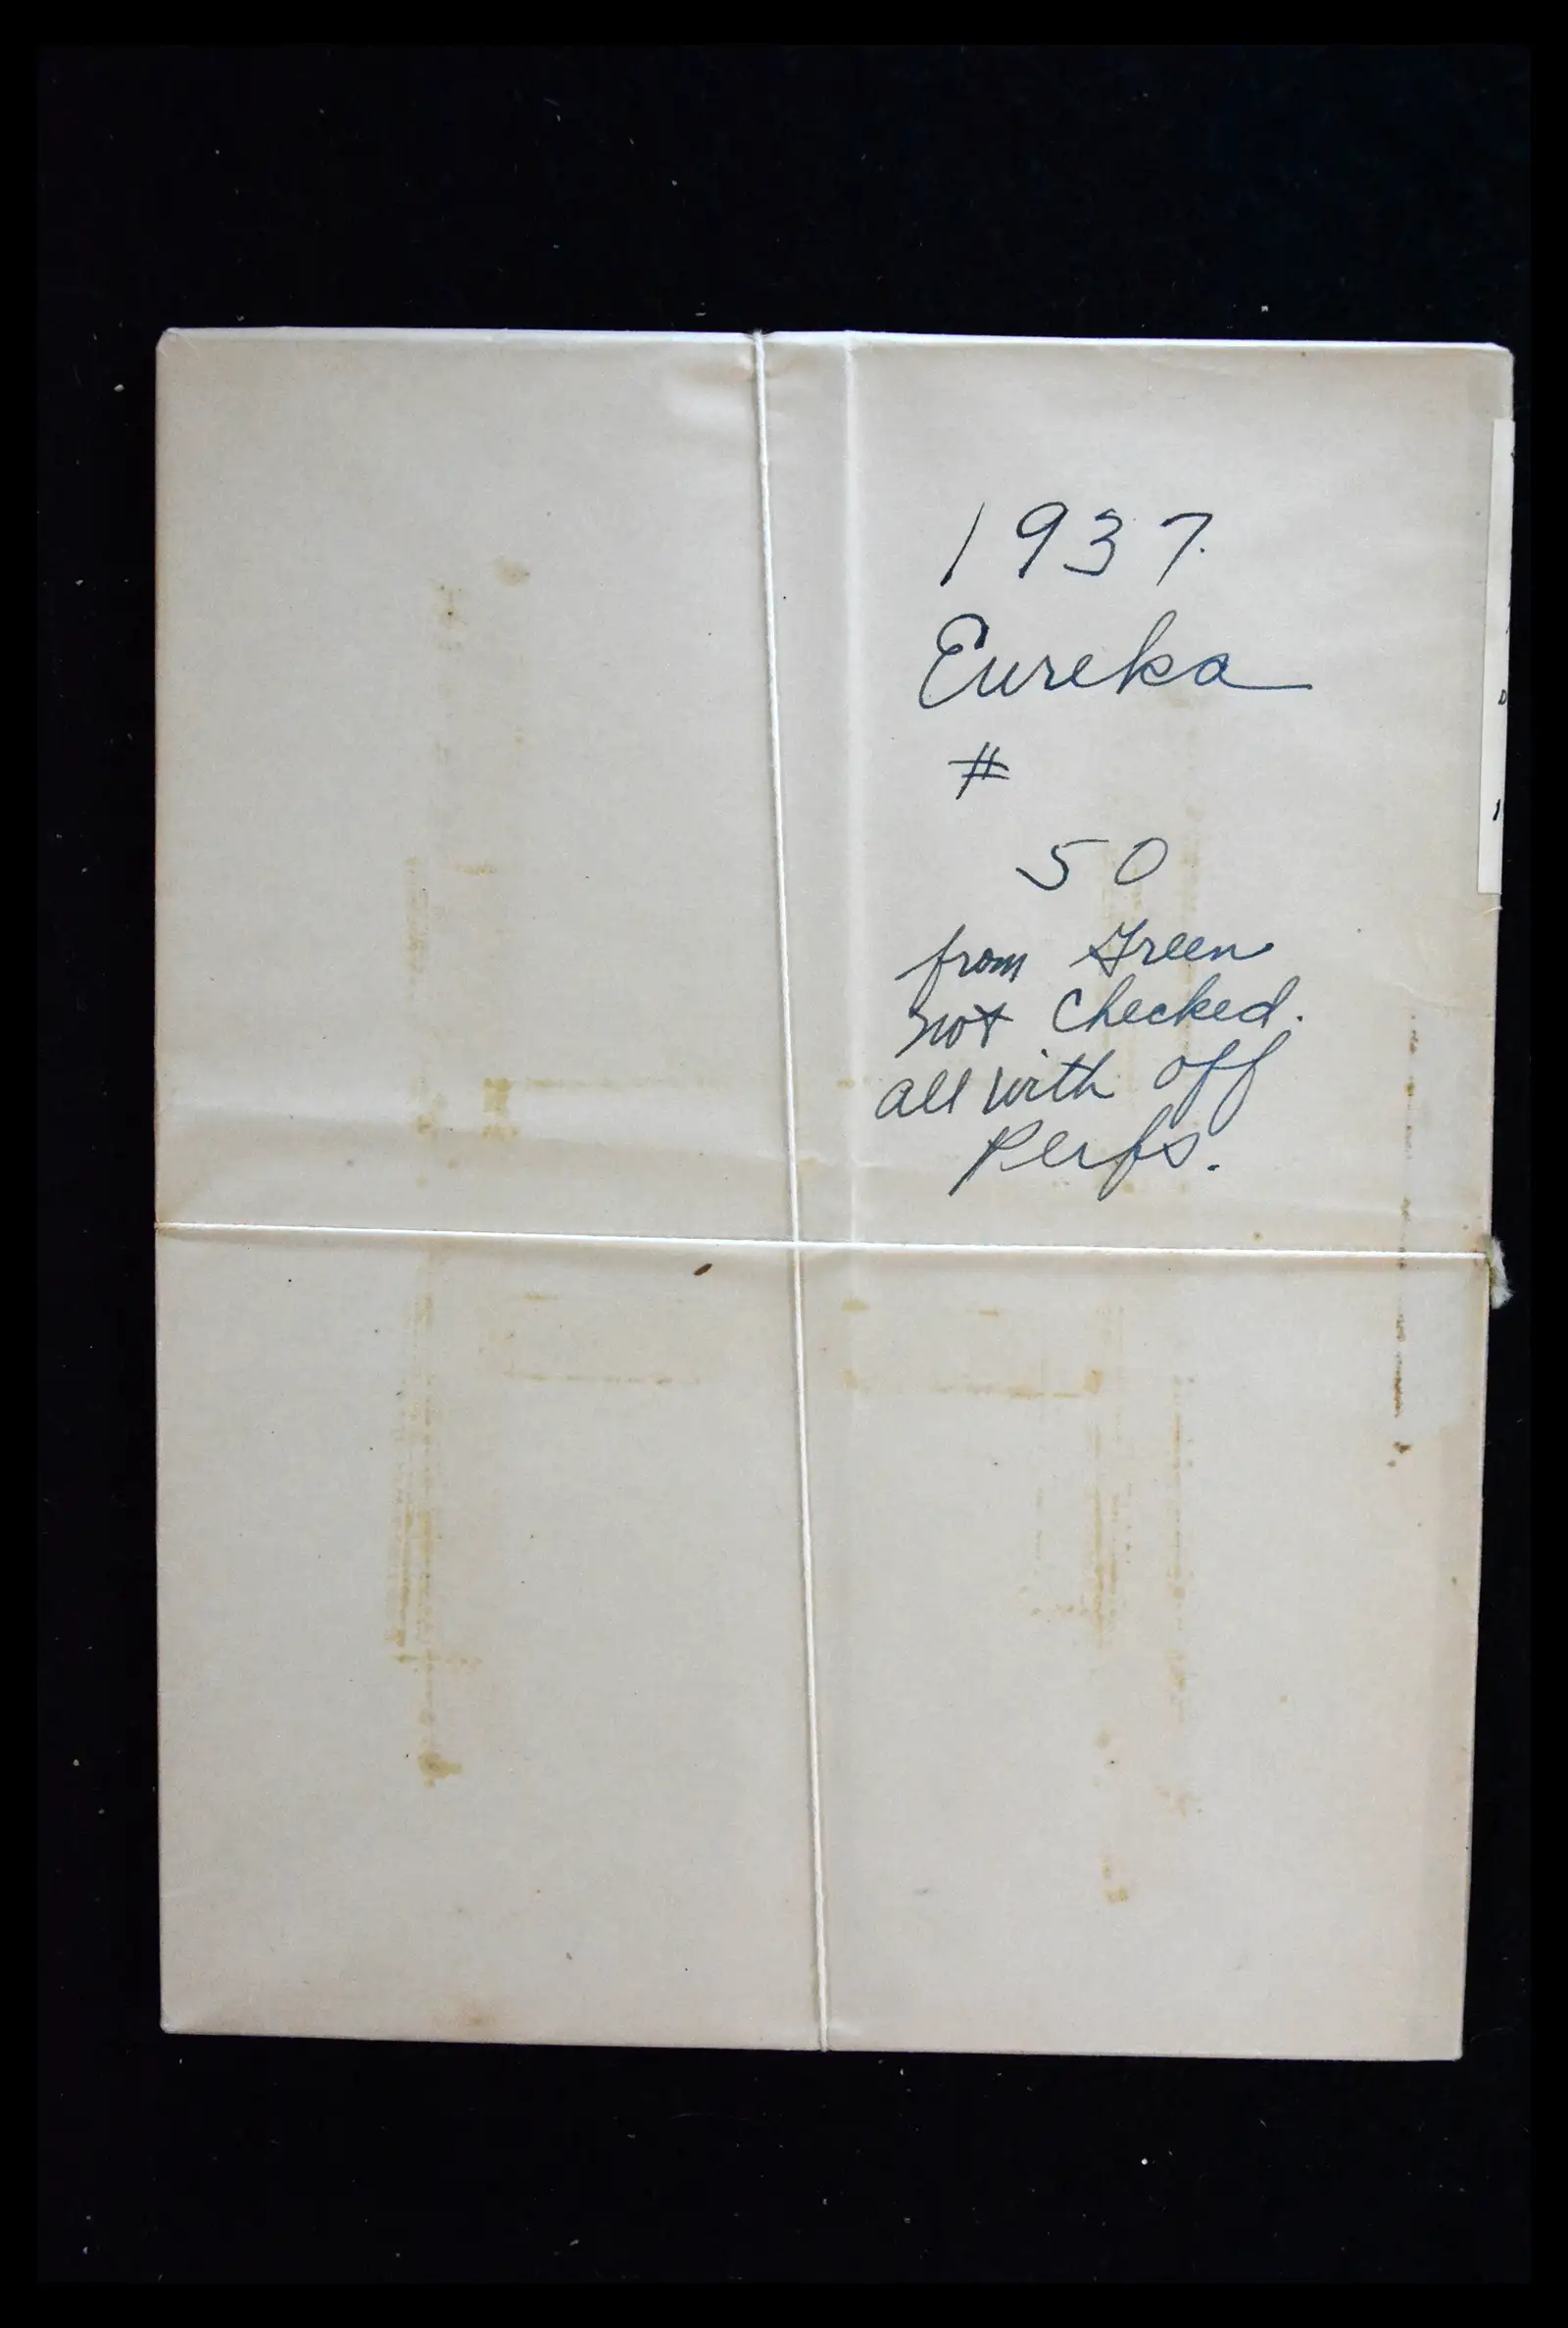 1937.
Eureka
#
50
from Green
not Checked.
all with off
Perfs.